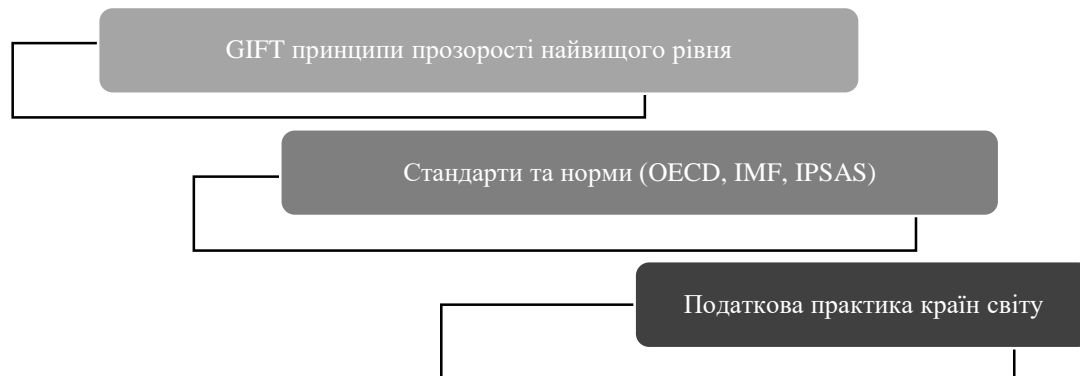 GIFT принципи прозорості найвищого рівня
Стандарти та норми (OECD, IMF, IPSAS)
Податкова практика країн світу